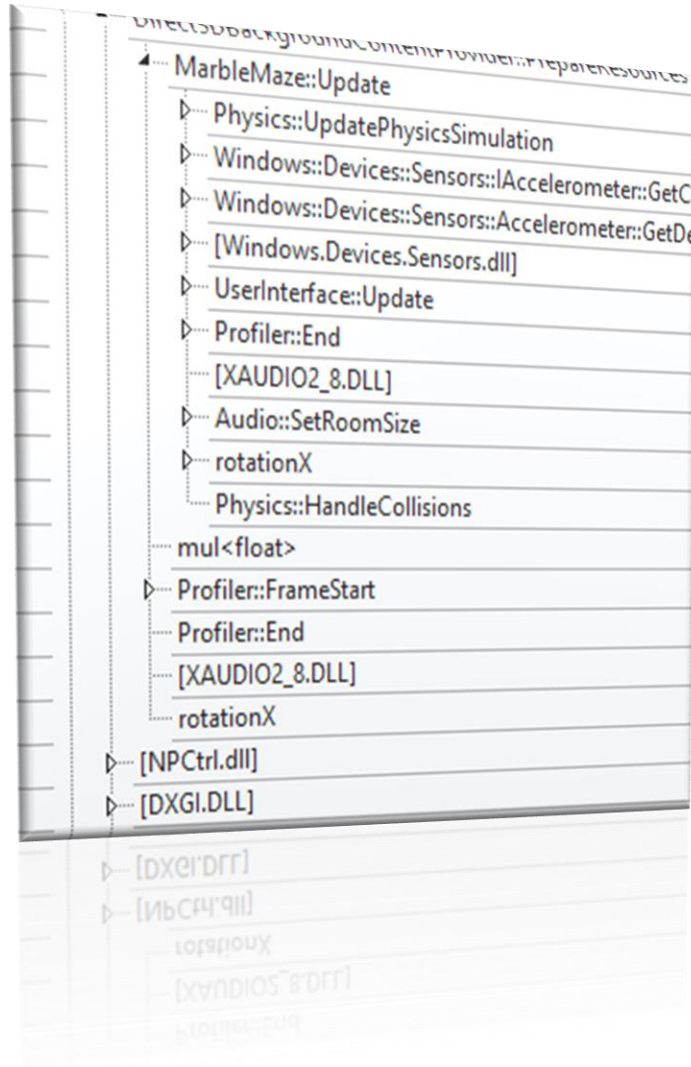 MarbleMaze::Update
Physics::UpdatePhysicsSimulation
Windows::Devices::Sensors::IAccelerometer::GetC
Windows::Devices::Sensors::Accelerometer::GetDe
[Windows.Devices.Sensors.dll]
UserInterface::Update
Profiler::End
[XAUDIO2_8.DLL]
Audio::SetRoomSize
rotationX
Physics::HandleCollisions
mul<float>
Profiler::FrameStart
Profiler::End
[XAUDIO2_8.DLL]
rotationX
[NPCtrl.dll]
[DXGI.DLL]